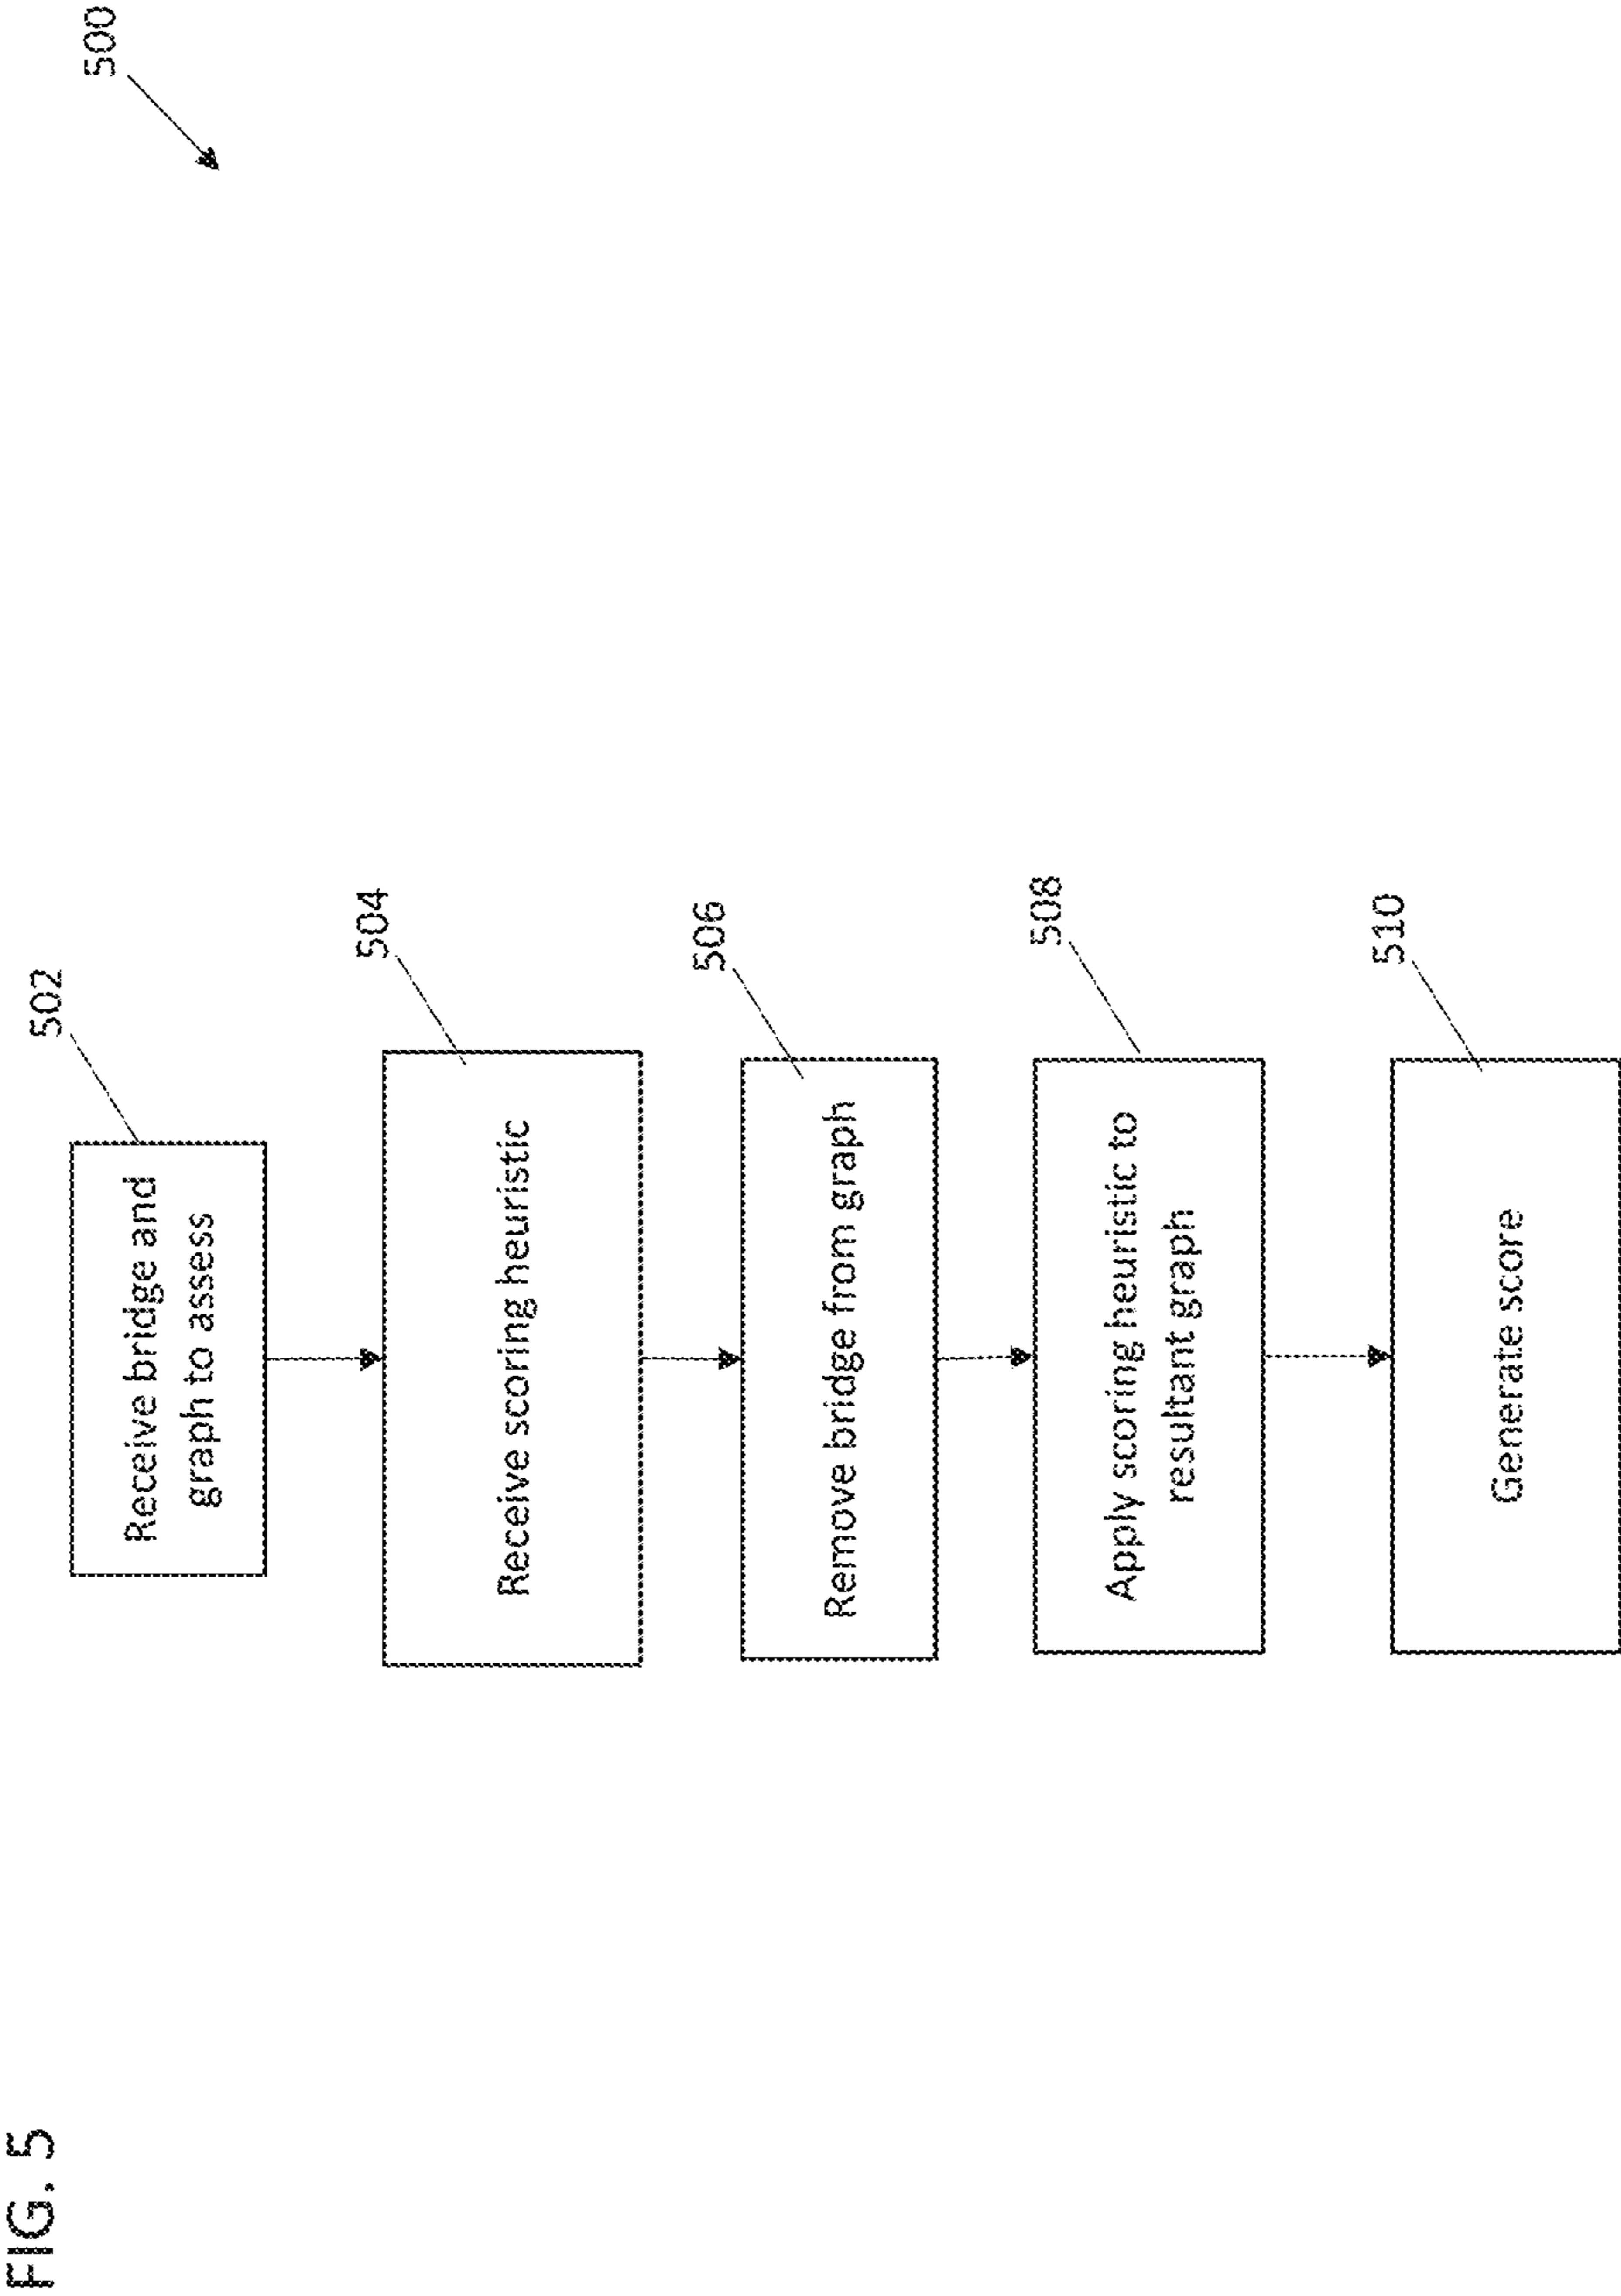 FIG. 5
500
502
Receive bridge and
graph to assess
504
Receive scoring heuristic
506
Remove bridge from graph
508
Apply scoring heuristic to
resultant graph
510
Generate score